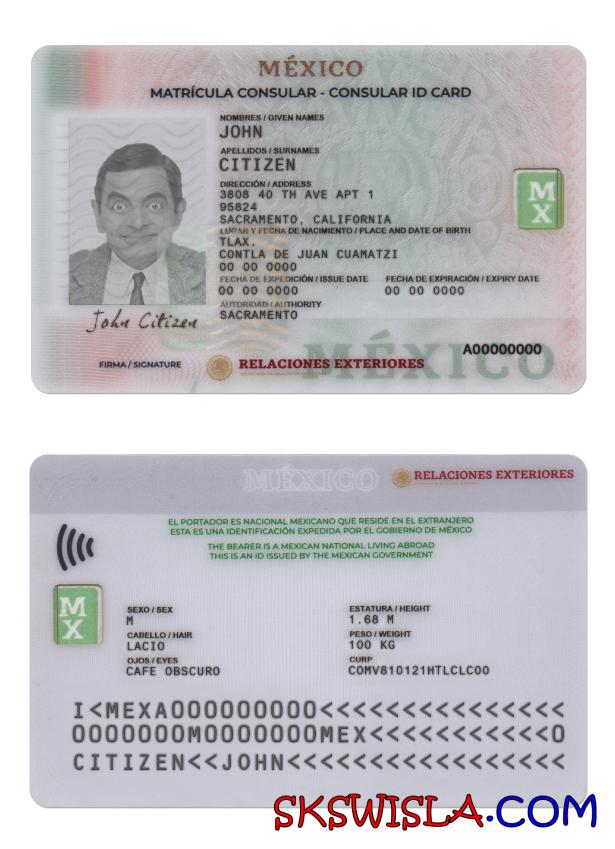 MÉXICO
MATRÍCULA CONSULAR - CONSULAR ID CARD
NOMBRES / GIVEN NAMES
JOHN
APELLIDOS / SURNAMES
CITIZEN
DIRECCIÓN / ADDRESS
3808 40 TH AVE APT 1
95824
SACRAMENTO, CALIFORNIA
LUGAR Y FECHA DE NACIMIENTO / PLACE AND DATE OF BIRTH
TLAX.
CONTLA DE JUAN CUAMATZI
00 00 0000
FECHA DE EXPEDICIÓN / ISSUE DATE FECHA DE EXPIRACIÓN / EXPIRY DATE
00 00 0000 00 00 0000
AUTORIDAD / AUTHORITY
SACRAMENTO
MX
John Citizen
FIRMA / SIGNATURE
RELACIONES EXTERIORES
A00000000
MÉXICO
MÉXICO
RELACIONES EXTERIORES
EL PORTADOR ES NACIONAL MEXICANO QUE RESIDE EN EL EXTRANJERO
ESTA ES UNA IDENTIFICACIÓN EXPEDIDA POR EL GOBIERNO DE MÉXICO
THE BEARER IS A MEXICAN NATIONAL LIVING ABROAD
THIS IS AN ID ISSUED BY THE MEXICAN GOVERNMENT
MX
SEXO / SEX ESTATURA / HEIGHT
M 1.68 M
CABELLO / HAIR PESO / WEIGHT
LACIO 100 KG
OJOS / EYES CURP
CAFE OBSCURO COMV810121HTLCLC00
I<MEXA000000000<<<<<<<<<<<<<<<
0000000M0000000MEX<<<<<<<<<<<0
CITIZEN<<JOHN<<<<<<<<<<<<<<<<<
SKSWISLA.COM